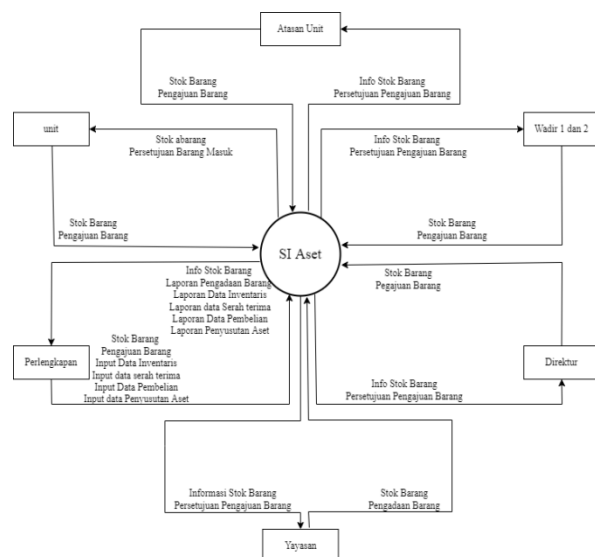 Atasan Unit
Stok Barang
Pengajuan Barang
Info Stok Barang
Persetujuan Pengajuan Barang
unit
Stok abarang
Persetujuan Barang Masuk
Info Stok Barang
Persetujuan Pengajuan Barang
Wadir 1 dan 2
Stok Barang
Pengajuan Barang
Stok Barang
Pengajuan Barang
SI Aset
Info Stok Barang
Laporan Pengadaan Barang
Laporan Data Inventaris
Laporan data Serah terima
Laporan Data Pembelian
Laporan Penyusutan Aset
Stok Barang
Pegajuan Barang
Perlengkapan
Stok Barang
Pengajuan Barang
Input Data Inventaris
Input data serah terima
Input Data Pembelian
Input data Penyusutan Aset
Direktur
Info Stok Barang
Persetujuan Pengajuan Barang
Informasi Stok Barang
Persetujuan Pengajuan Barang
Stok Barang
Pengadaan Barang
Yayasan